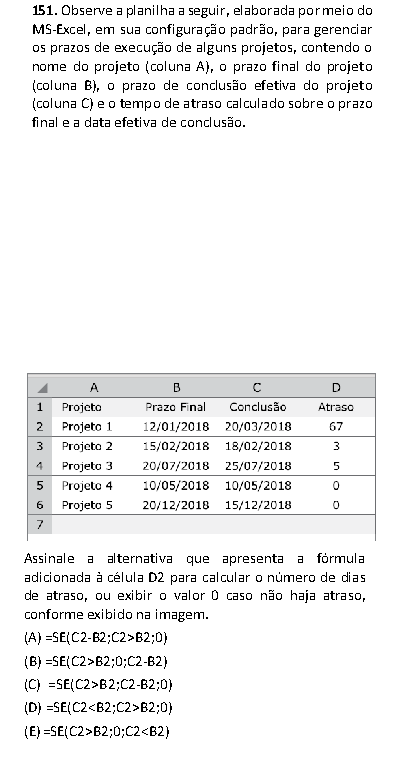 151. Observe a planilha a seguir, elaborada por meio do
MS-Excel, em sua configuração padrão, para gerenciar
os prazos de execução de alguns projetos, contendo o
nome do projeto (coluna A), o prazo final do projeto
(coluna B), o prazo de conclusão efetiva do projeto
(coluna C) e o tempo de atraso calculado sobre o prazo
final e a data efetiva de conclusão.
A B C D
1 Projeto Prazo Final Conclusão Atraso
2 Projeto 1 12/01/2018 20/03/2018 67
3 Projeto 2 15/02/2018 18/02/2018 3
4 Projeto 3 20/07/2018 25/07/2018 5
5 Projeto 4 10/05/2018 10/05/2018 0
6 Projeto 5 20/12/2018 15/12/2018 0
7
Assinale a alternativa que apresenta a fórmula
adicionada à célula D2 para calcular o número de dias
de atraso, ou exibir o valor 0 caso não haja atraso,
conforme exibido na imagem.
(A) =SE(C2-B2;C2>B2;0)
(B) =SE(C2>B2;0;C2-B2)
(C) =SE(C2>B2;C2-B2;0)
(D) =SE(C2<B2;C2>B2;0)
(E) =SE(C2>B2;0;C2<B2)